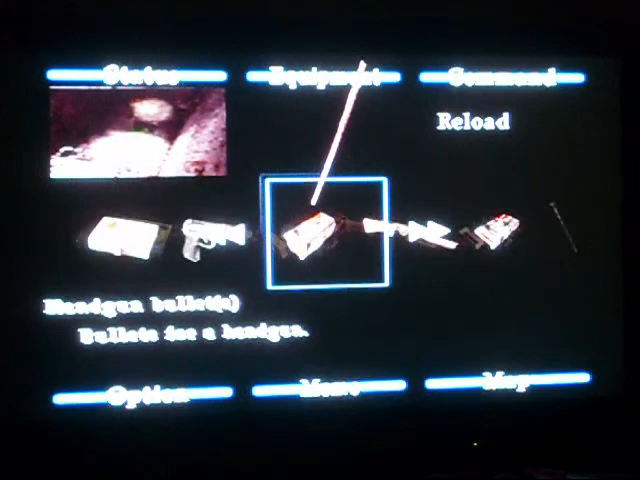 Status Equipment Command
Reload
Handgun bullet(s)
Bullets for a handgun.
Option Memo Map